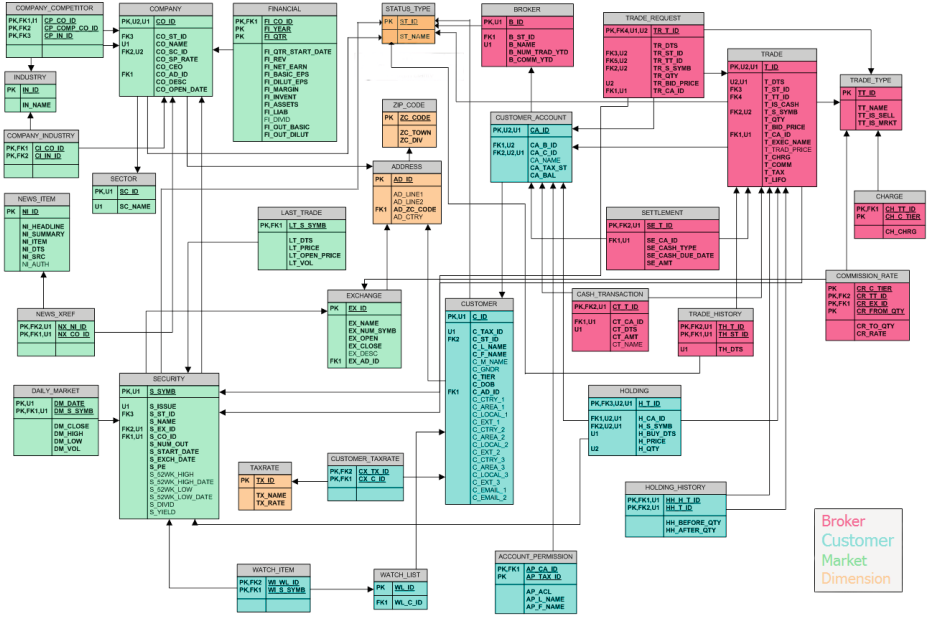 COMPANY_COMPETITOR
PK,FK1,I1 CP_CO_ID
PK,FK2 CP_COMP_CO_ID
PK,FK3 CP_IN_ID
COMPANY
PK,U2,U1 CO_ID
FK3 CO_ST_ID
U1 CO_NAME
FK2,U2 CO_SC_ID
CO_SP_RATE
CO_CEO
FK1 CO_AD_ID
CO_DESC
CO_OPEN_DATE
FINANCIAL
PK,FK1 FI_CO_ID
PK FI_YEAR
PK FI_QTR
FI_QTR_START_DATE
FI_REV
FI_NET_EARN
FI_BASIC_EPS
FI_DILUT_EPS
FI_MARGIN
FI_INVENT
FI_ASSETS
FI_LIAB
FI_DIVID
FI_OUT_BASIC
FI_OUT_DILUT
STATUS_TYPE
PK ST_ID
ST_NAME
BROKER
PK,U1 B_ID
FK1 B_ST_ID
U1 B_NAME
B_NUM_TRAD_YTD
B_COMM_YTD
TRADE_REQUEST
PK,FK4,U1,U2 TR_T_ID
TR_DTS
FK3,U2 TR_ST_ID
FK5,U2 TR_TT_ID
FK2,U2 TR_S_SYMB
TR_QTY
U2 TR_BID_PRICE
FK1,U1 TR_CA_ID
TRADE
PK,U2,U1 T_ID
U2,U1 T_DTS
FK3 T_ST_ID
FK4 T_TT_ID
T_IS_CASH
FK2,U2 T_S_SYMB
T_QTY
T_BID_PRICE
FK1,U1 T_CA_ID
T_EXEC_NAME
T_TRAD_PRICE
T_CHRG
T_COMM
T_TAX
T_LIFO
TRADE_TYPE
PK TT_ID
TT_NAME
TT_IS_SELL
TT_IS_MRKT
INDUSTRY
PK IN_ID
IN_NAME
COMPANY_INDUSTRY
PK,FK1 CI_CO_ID
PK,FK2 CI_IN_ID
SECTOR
PK,U1 SC_ID
U1 SC_NAME
ZIP_CODE
PK ZC_CODE
ZC_TOWN
ZC_DIV
ADDRESS
PK AD_ID
AD_LINE1
AD_LINE2
FK1 AD_ZC_CODE
AD_CTRY
CUSTOMER_ACCOUNT
PK,U2,U1 CA_ID
FK1,U2 CA_B_ID
FK2,U2,U1 CA_C_ID
CA_NAME
CA_TAX_ST
CA_BAL
CHARGE
PK,FK1 CH_TT_ID
PK CH_C_TIER
CH_CHRG
NEWS_ITEM
PK NI_ID
NI_HEADLINE
NI_SUMMARY
NI_ITEM
NI_DTS
NI_SRC
NI_AUTH
LAST_TRADE
PK,FK1 LT_S_SYMB
LT_DTS
LT_PRICE
LT_OPEN_PRICE
LT_VOL
SETTLEMENT
PK,FK2,U1 SE_T_ID
FK1,U1 SE_CA_ID
SE_CASH_TYPE
SE_CASH_DUE_DATE
SE_AMT
COMMISSION_RATE
PK CR_C_TIER
PK,FK2 CR_TT_ID
PK,FK1 CR_EX_ID
PK CR_FROM_QTY
CR_TO_QTY
CR_RATE
NEWS_XREF
PK,FK2,U1 NX_NI_ID
PK,FK1,U1 NX_CO_ID
EXCHANGE
PK EX_ID
EX_NAME
EX_NUM_SYMB
EX_OPEN
EX_CLOSE
EX_DESC
FK1 EX_AD_ID
CUSTOMER
PK,U1 C_ID
U1 C_TAX_ID
FK2 C_ST_ID
C_L_NAME
C_F_NAME
C_M_NAME
C_GNDR
C_TIER
C_DOB
FK1 C_AD_ID
C_CTRY_1
C_AREA_1
C_LOCAL_1
C_EXT_1
C_CTRY_2
C_AREA_2
C_LOCAL_2
C_EXT_2
C_CTRY_3
C_AREA_3
C_LOCAL_3
C_EXT_3
C_EMAIL_1
C_EMAIL_2
CASH_TRANSACTION
PK,FK2,U1 CT_T_ID
FK1,U1 CT_CA_ID
U1 CT_DTS
CT_AMT
CT_NAME
TRADE_HISTORY
PK,FK2,U1 TH_T_ID
PK,FK1,U1 TH_ST_ID
U1 TH_DTS
DAILY_MARKET
PK,U1 DM_DATE
PK,FK1,U1 DM_S_SYMB
DM_CLOSE
DM_HIGH
DM_LOW
DM_VOL
SECURITY
PK,U1 S_SYMB
U1 S_ISSUE
FK3 S_ST_ID
S_NAME
FK2,U1 S_EX_ID
FK1,U1 S_CO_ID
S_NUM_OUT
S_START_DATE
S_EXCH_DATE
S_PE
S_52WK_HIGH
S_52WK_HIGH_DATE
S_52WK_LOW
S_52WK_LOW_DATE
S_DIVID
S_YIELD
HOLDING
PK,FK3,U2,U1 H_T_ID
FK1,U2,U1 H_CA_ID
FK2,U2,U1 H_S_SYMB
U1 H_BUY_DTS
H_PRICE
U2 H_QTY
TAXRATE
PK TX_ID
TX_NAME
TX_RATE
CUSTOMER_TAXRATE
PK,FK2 CX_TX_ID
PK,FK1 CX_C_ID
HOLDING_HISTORY
PK,FK1,U1 HH_H_T_ID
PK,FK2,U1 HH_T_ID
HH_BEFORE_QTY
HH_AFTER_QTY
WATCH_ITEM
PK,FK2 WI_WL_ID
PK,FK1 WI_S_SYMB
WATCH_LIST
PK WL_ID
FK1 WL_C_ID
ACCOUNT_PERMISSION
PK,FK1 AP_CA_ID
PK AP_TAX_ID
AP_ACL
AP_L_NAME
AP_F_NAME
Broker
Customer
Market
Dimension